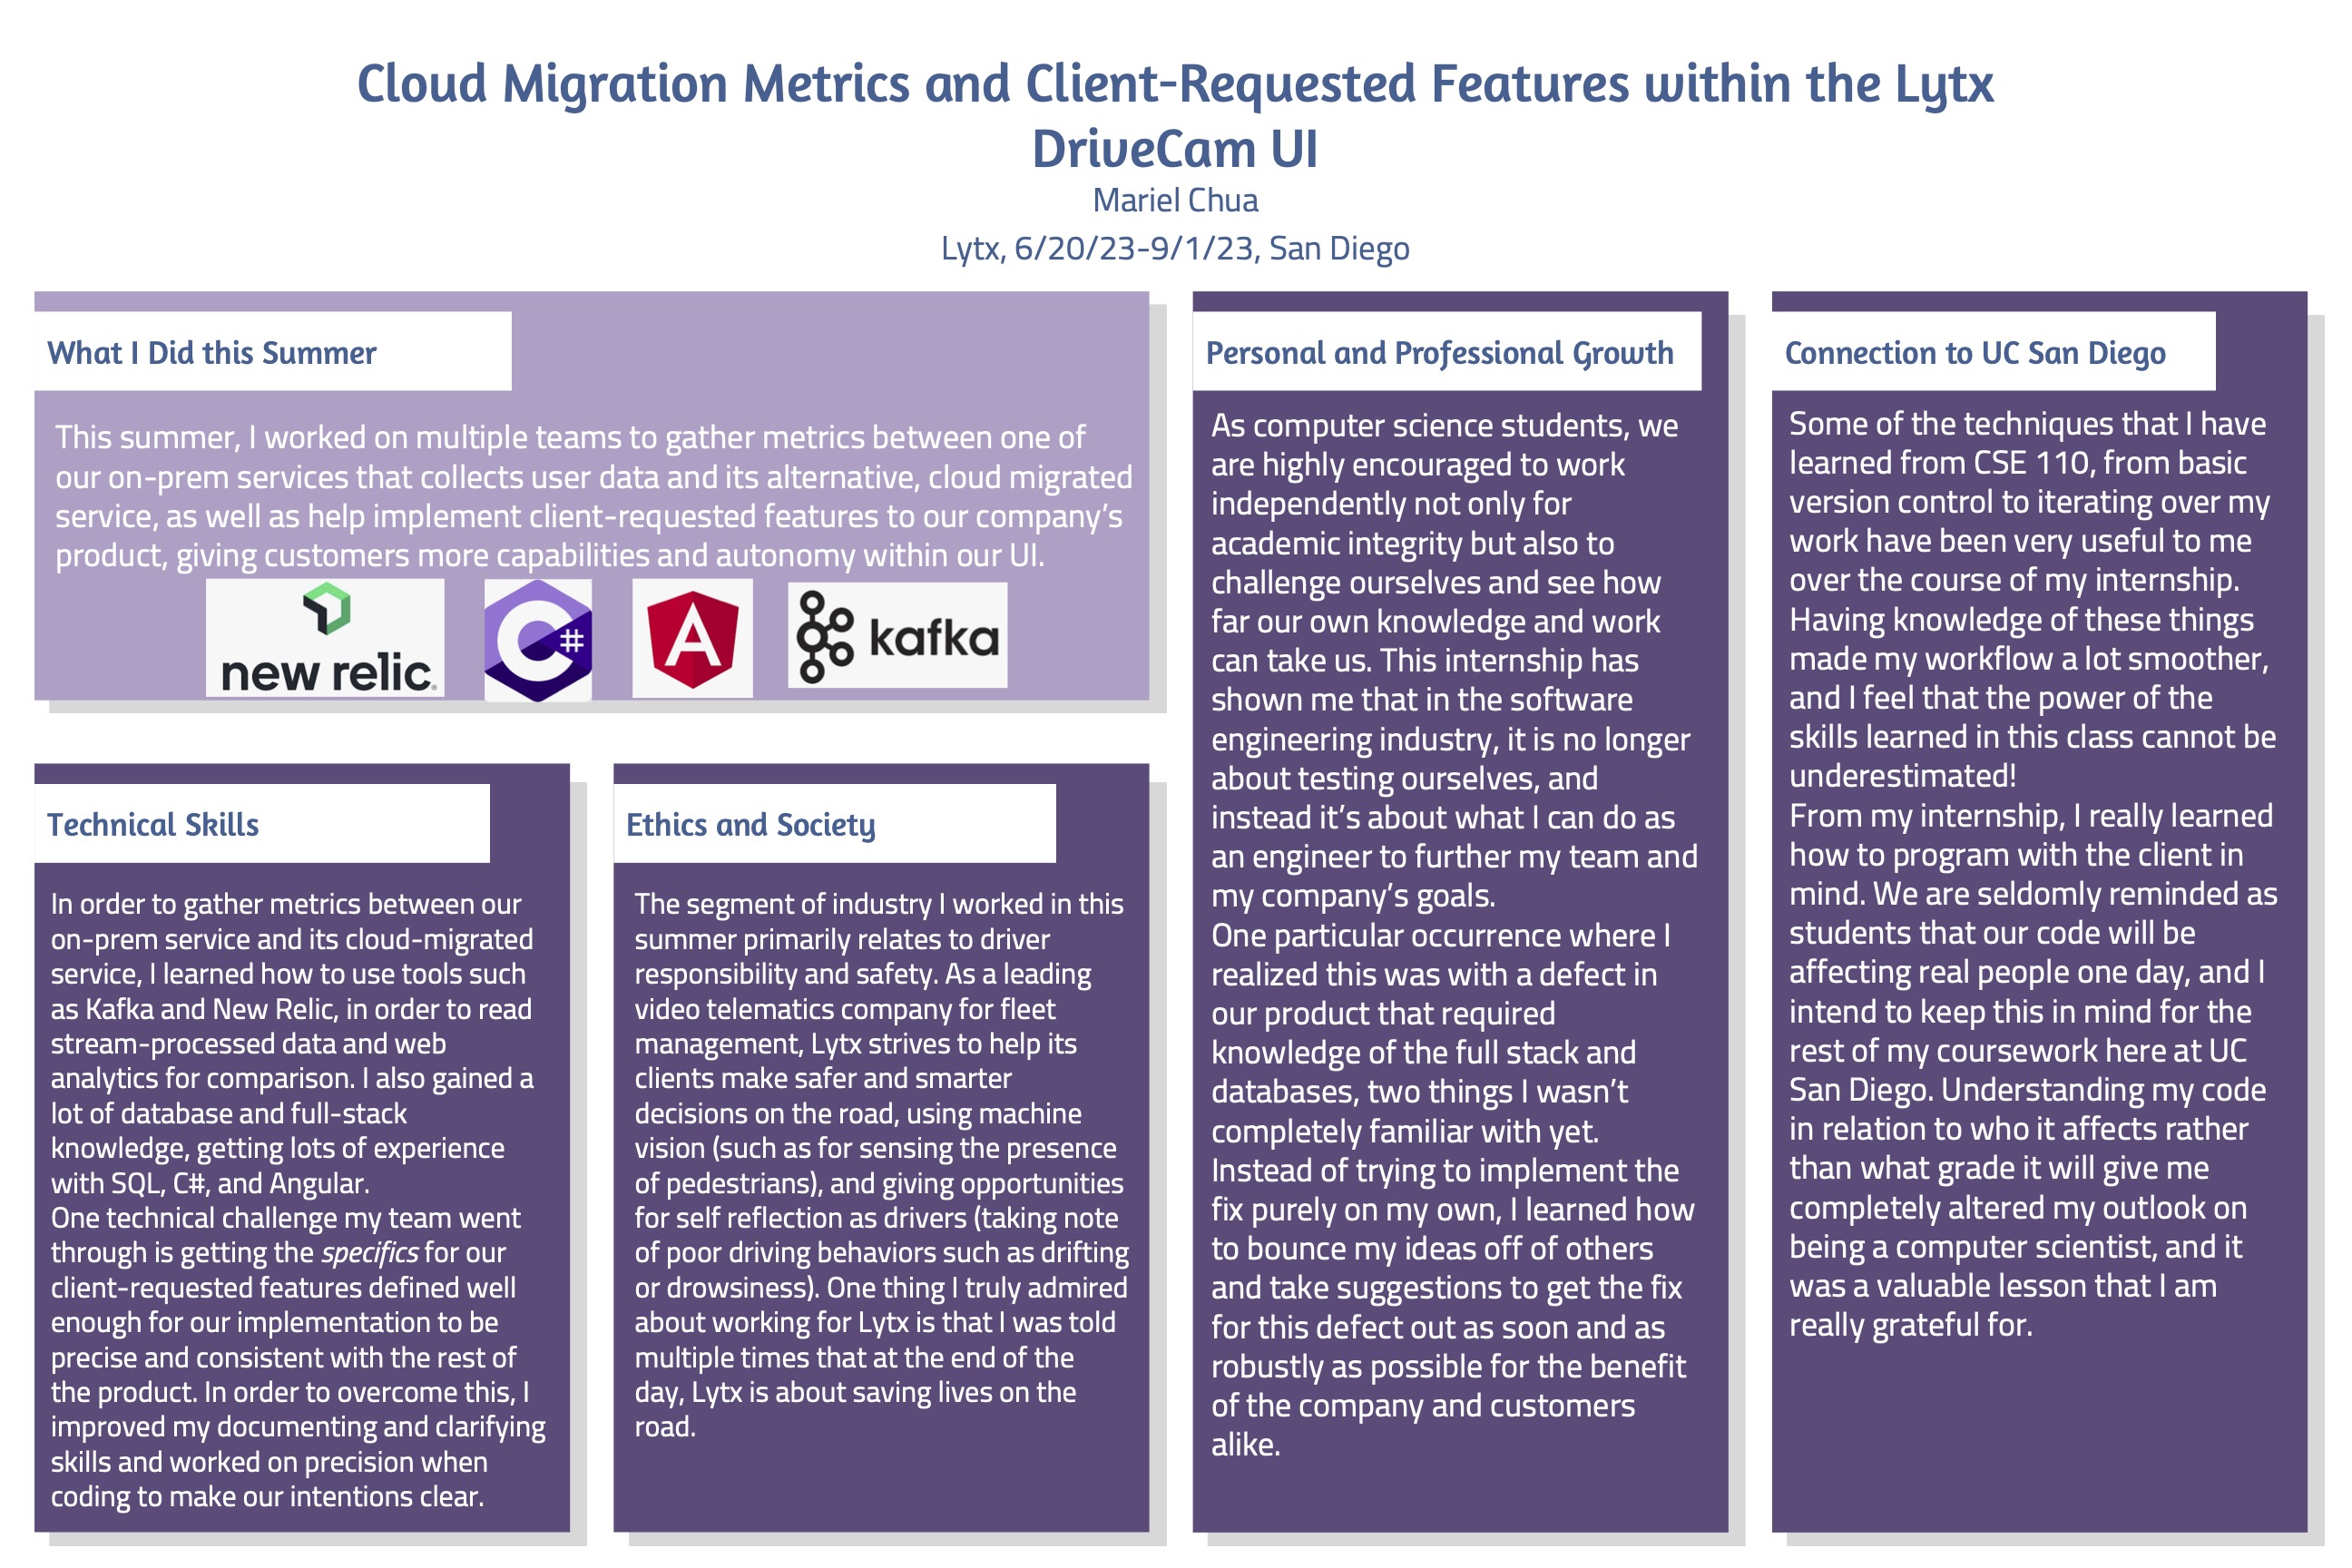 Cloud Migration Metrics and Client-Requested Features within the Lytx
DriveCam UI
Mariel Chua
Lytx, 6/20/23-9/1/23, San Diego
What I Did this Summer
This summer, I worked on multiple teams to gather metrics between one of
our on-prem services that collects user data and its alternative, cloud migrated
service, as well as help implement client-requested features to our company's
product, giving customers more capabilities and autonomy within our UI.
new relic
C#
A
kafka
Technical Skills
In order to gather metrics between our
on-prem service and its cloud-migrated
service, I learned how to use tools such
as Kafka and New Relic, in order to read
stream-processed data and web
analytics for comparison. I also gained a
lot of database and full-stack
knowledge, getting lots of experience
with SQL, C#, and Angular.
One technical challenge my team went
through is getting the specifics for our
client-requested features defined well
enough for our implementation to be
precise and consistent with the rest of
the product. In order to overcome this, I
improved my documenting and clarifying
skills and worked on precision when
coding to make our intentions clear.
Ethics and Society
The segment of industry I worked in this
summer primarily relates to driver
responsibility and safety. As a leading
video telematics company for fleet
management, Lytx strives to help its
clients make safer and smarter
decisions on the road, using machine
vision (such as for sensing the presence
of pedestrians), and giving opportunities
for self reflection as drivers (taking note
of poor driving behaviors such as drifting
or drowsiness). One thing I truly admired
about working for Lytx is that I was told
multiple times that at the end of the
day, Lytx is about saving lives on the
road.
Personal and Professional Growth
As computer science students, we
are highly encouraged to work
independently not only for
academic integrity but also to
challenge ourselves and see how
far our own knowledge and work
can take us. This internship has
shown me that in the software
engineering industry, it is no longer
about testing ourselves, and
instead it's about what I can do as
an engineer to further my team and
my company's goals.
One particular occurrence where I
realized this was with a defect in
our product that required
knowledge of the full stack and
databases, two things I wasn't
completely familiar with yet.
Instead of trying to implement the
fix purely on my own, I learned how
to bounce my ideas off of others
and take suggestions to get the fix
for this defect out as soon and as
robustly as possible for the benefit
of the company and customers
alike.
Connection to UC San Diego
Some of the techniques that I have
learned from CSE 110, from basic
version control to iterating over my
work have been very useful to me
over the course of my internship.
Having knowledge of these things
made my workflow a lot smoother,
and I feel that the power of the
skills learned in this class cannot be
underestimated!
From my internship, I really learned
how to program with the client in
mind. We are seldomly reminded as
students that our code will be
affecting real people one day, and I
intend to keep this in mind for the
rest of my coursework here at UC
San Diego. Understanding my code
in relation to who it affects rather
than what grade it will give me
completely altered my outlook on
being a computer scientist, and it
was a valuable lesson that I am
really grateful for.